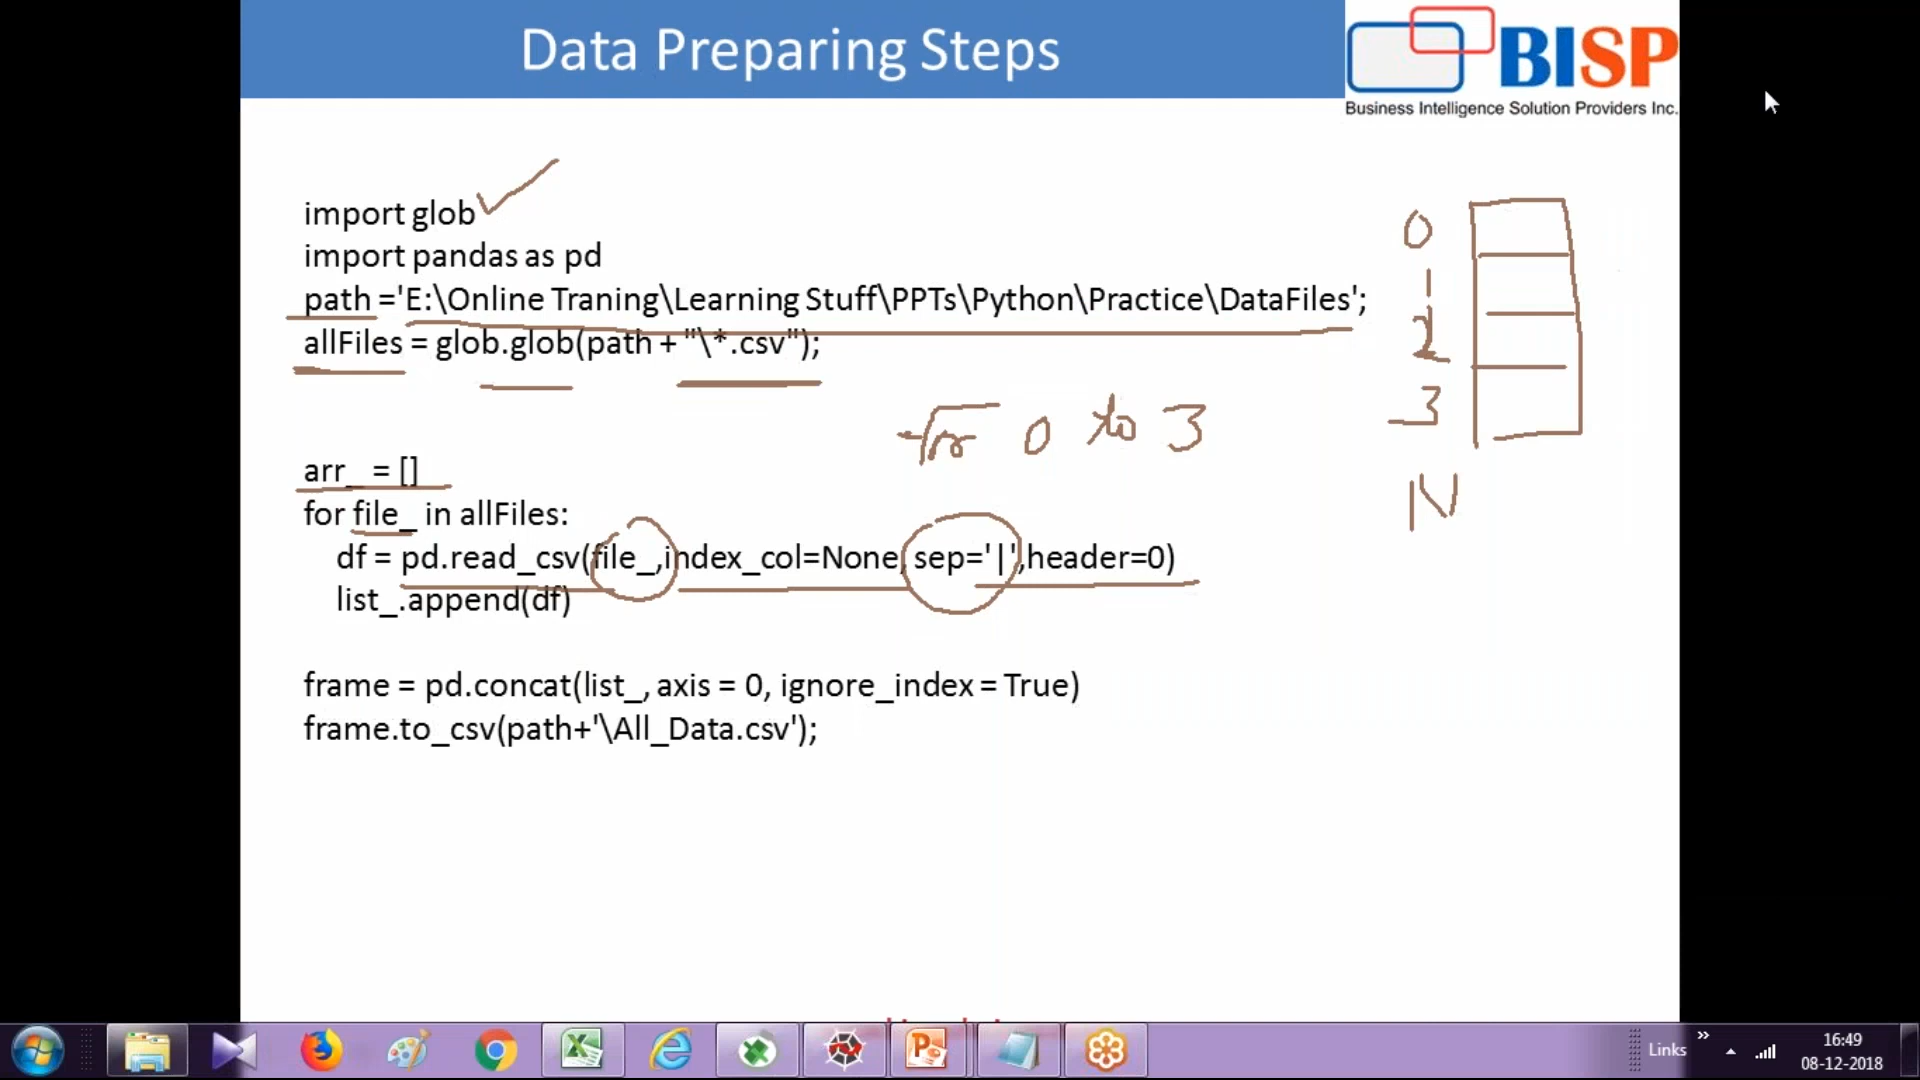 Data Preparing Steps
BISP
Business Intelligence Solution Providers Inc.
import glob
import pandas as pd
path ='E:\Online Traning\Learning Stuff\PPTs\Python\Practice\DataFiles';
allFiles = glob.glob(path + "\*.csv");
0
1
2
3
N
for 0 to 3
arr_ = []
for file_ in allFiles:
df = pd.read_csv(file_,index_col=None, sep='|',header=0)
list_.append(df)
frame = pd.concat(list_, axis = 0, ignore_index = True)
frame.to_csv(path+'\All_Data.csv');
Links
16:49
08-12-2018